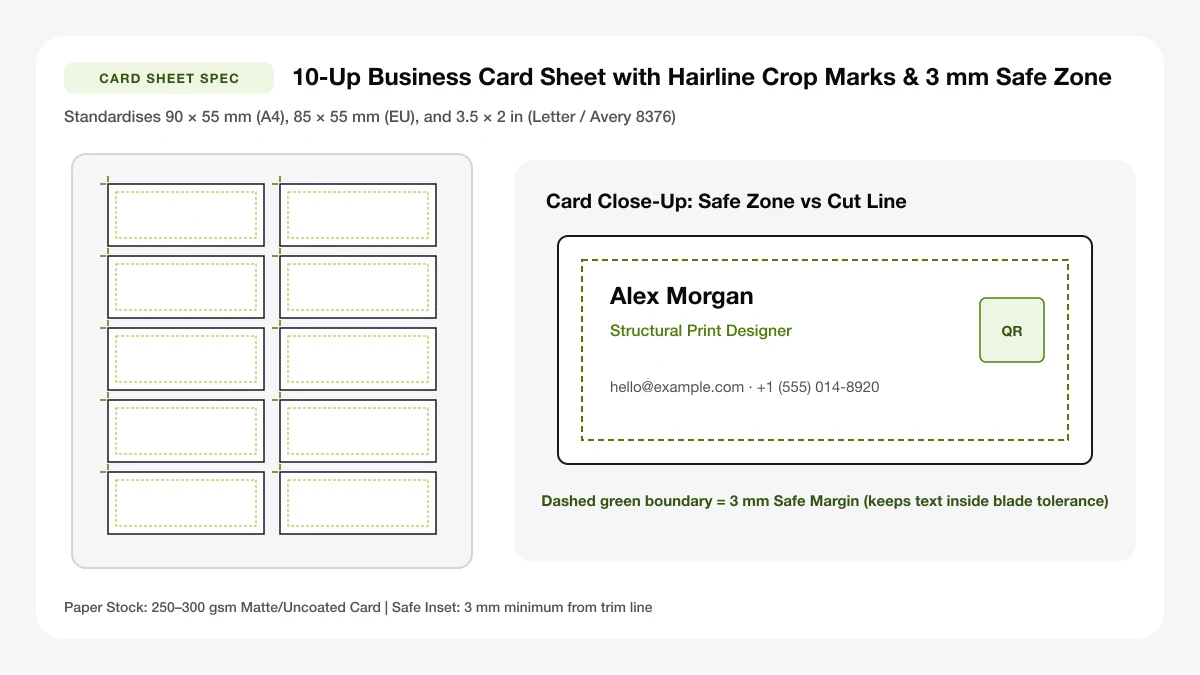 CARD SHEET SPEC
10-Up Business Card Sheet with Hairline Crop Marks & 3 mm Safe Zone
Standardises 90 × 55 mm (A4), 85 × 55 mm (EU), and 3.5 × 2 in (Letter / Avery 8376)
Card Close-Up: Safe Zone vs Cut Line
Alex Morgan
Structural Print Designer
QR
hello@example.com · +1 (555) 014-8920
Dashed green boundary = 3 mm Safe Margin (keeps text inside blade tolerance)
Paper Stock: 250–300 gsm Matte/Uncoated Card | Safe Inset: 3 mm minimum from trim line